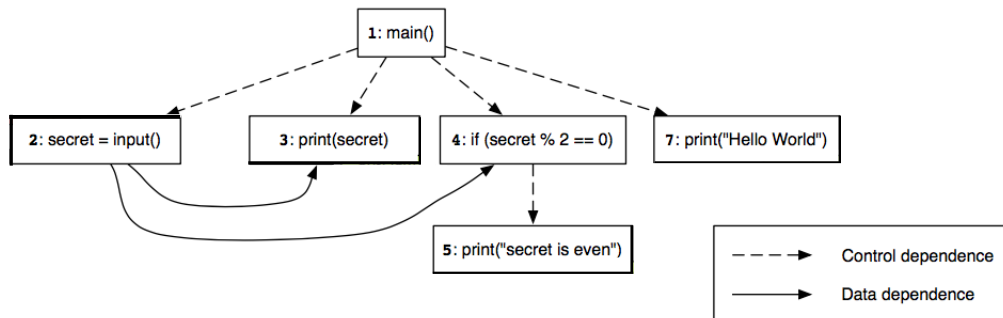 1: main()
2: secret = input()
3: print(secret)
4: if (secret % 2 == 0)
7: print("Hello World")
5: print("secret is even")
Control dependence
Data dependence